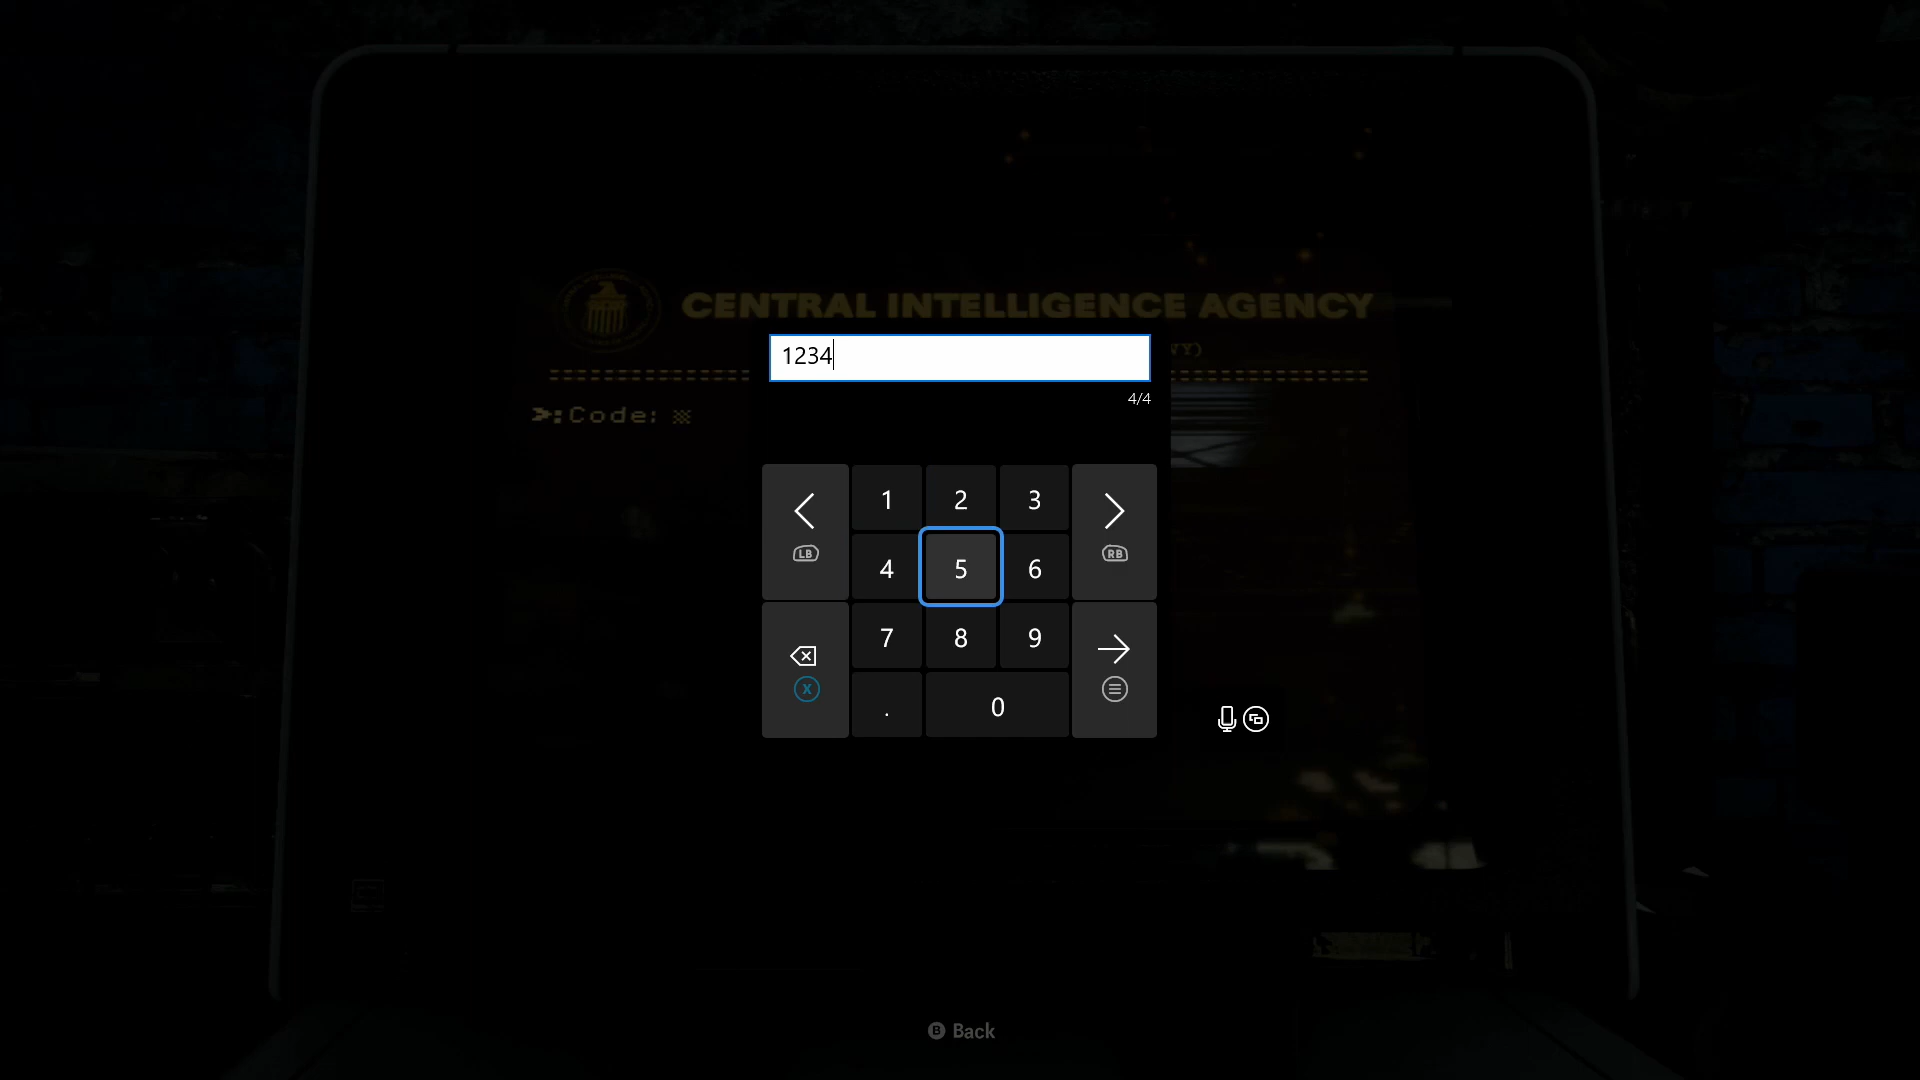 CENTRAL INTELLIGENCE AGENCY
1234
4/4
>:Code:
1 2 3
LB RB
4 5 6
7 8 9
X
. 0
B Back